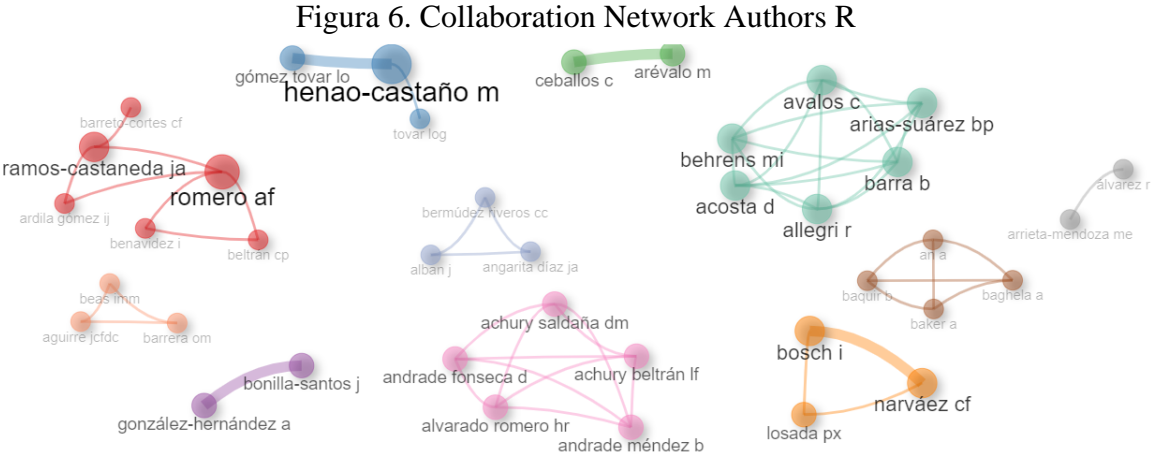 Figura 6. Collaboration Network Authors R
gómez tovar lo
henao-castaño m
tovar log
ceballos c
arévalo m
barreto-cortes cf
ramos-castaneda ja
romero af
ardila gómez ij
benavidez i
beltrán cp
avalos c
arias-suárez bp
behrens mi
barra b
acosta d
allegri r
álvarez r
arrieta-mendoza me
bermúdez riveros cc
alban j
angarita díaz ja
an a
baquir b
baghela a
baker a
beas imm
aguirre jcfdc
barrera om
bonilla-santos j
gonzález-hernández a
achury saldaña dm
andrade fonseca d
achury beltrán lf
alvarado romero hr
andrade méndez b
bosch i
narváez cf
losada px